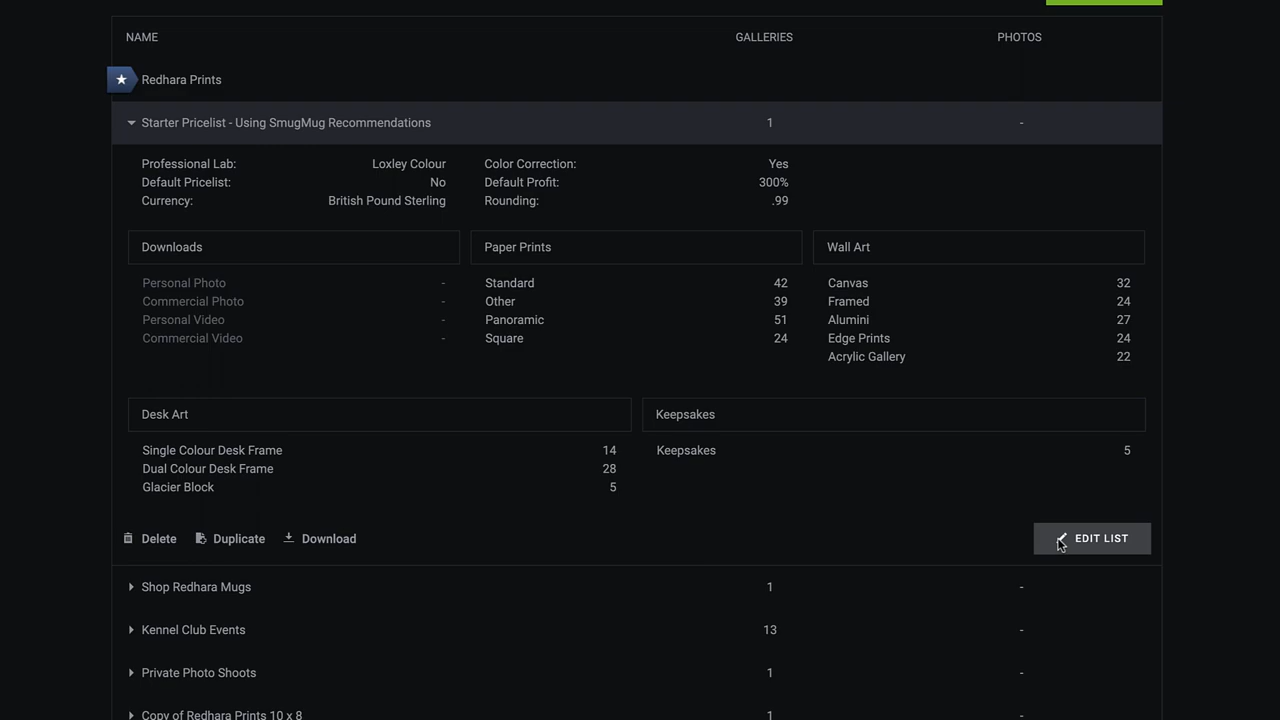 NAME GALLERIES PHOTOS
Redhara Prints
Starter Pricelist - Using SmugMug Recommendations 1 -
Professional Lab: Loxley Colour Color Correction: Yes
Default Pricelist: No Default Profit: 300%
Currency: British Pound Sterling Rounding: .99
Downloads Paper Prints Wall Art
Personal Photo - Standard 42 Canvas 32
Commercial Photo - Other 39 Framed 24
Personal Video - Panoramic 51 Alumini 27
Commercial Video - Square 24 Edge Prints 24
Acrylic Gallery 22
Desk Art Keepsakes
Single Colour Desk Frame 14 Keepsakes 5
Dual Colour Desk Frame 28
Glacier Block 5
Delete Duplicate Download EDIT LIST
Shop Redhara Mugs 1 -
Kennel Club Events 13 -
Private Photo Shoots 1 -
Copy of Redhara Prints 10 x 8 1 -